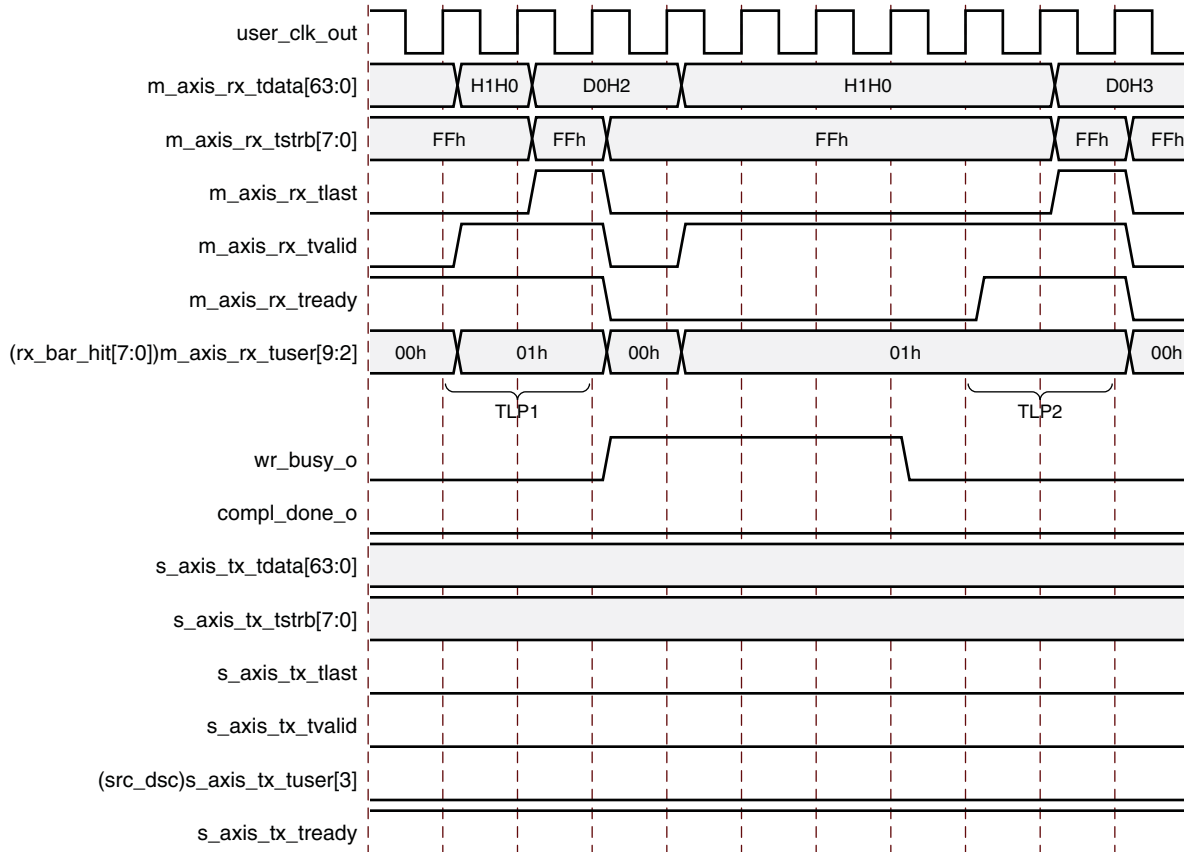 user_clk_out
m_axis_rx_tdata[63:0] H1H0 D0H2 H1H0 D0H3
m_axis_rx_tstrb[7:0] FFh FFh FFh FFh FFh
m_axis_rx_tlast
m_axis_rx_tvalid
m_axis_rx_tready
(rx_bar_hit[7:0])m_axis_rx_tuser[9:2] 00h 01h 00h 01h 00h
TLP1 TLP2
wr_busy_o
compl_done_o
s_axis_tx_tdata[63:0]
s_axis_tx_tstrb[7:0]
s_axis_tx_tlast
s_axis_tx_tvalid
(src_dsc)s_axis_tx_tuser[3]
s_axis_tx_tready